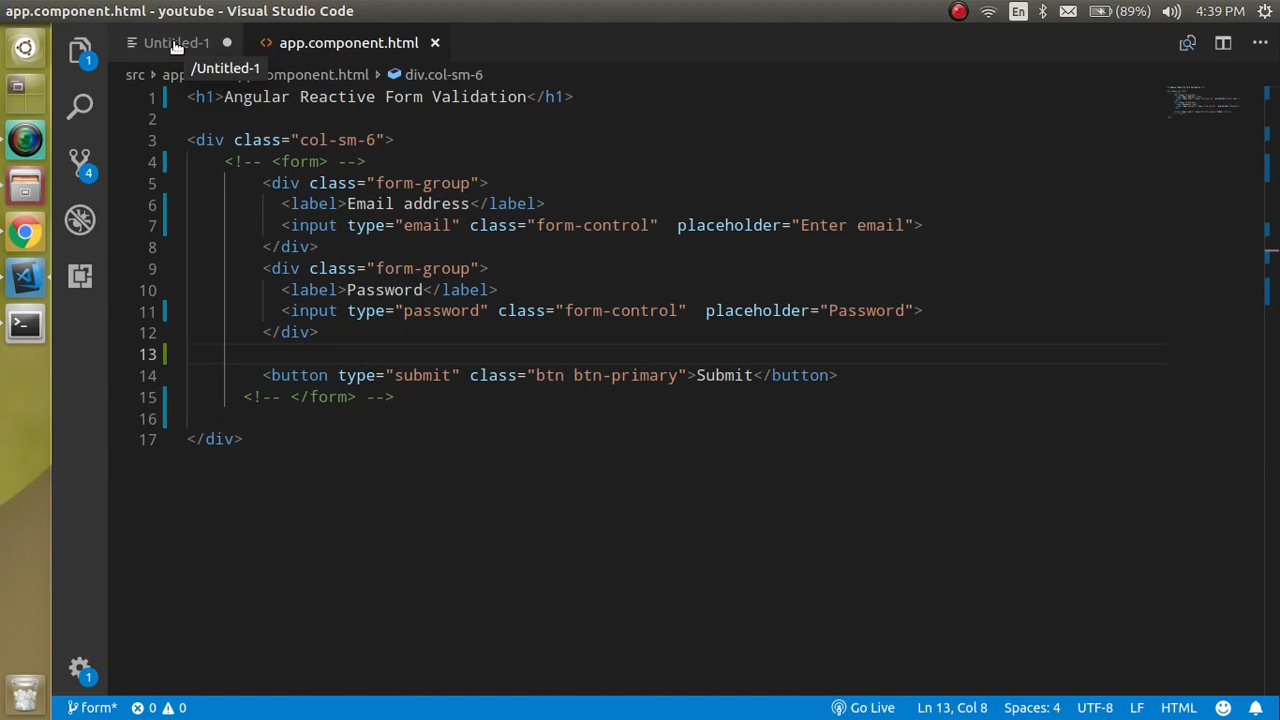 app.component.html - youtube - Visual Studio Code
En
(89%)
4:39 PM
Untitled-1
app.component.html
/Untitled-1
src
app
component.html
div.col-sm-6
1 <h1>Angular Reactive Form Validation</h1>
2
3 <div class="col-sm-6">
4 <!-- <form> -->
5 <div class="form-group">
6 <label>Email address</label>
7 <input type="email" class="form-control"  placeholder="Enter email">
8 </div>
9 <div class="form-group">
10 <label>Password</label>
11 <input type="password" class="form-control"  placeholder="Password">
12 </div>
13
14 <button type="submit" class="btn btn-primary">Submit</button>
15 <!-- </form> -->
16
17 </div>
1
4
1
form*
0
0
Go Live
Ln 13, Col 8
Spaces: 4
UTF-8
LF
HTML